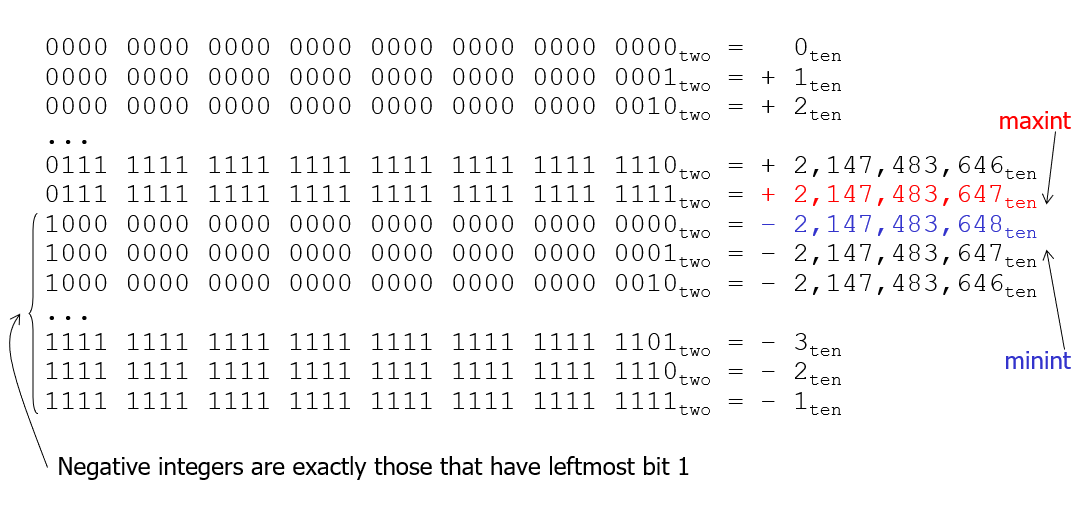 0000 0000 0000 0000 0000 0000 0000 0000two = 0ten
0000 0000 0000 0000 0000 0000 0000 0001two = + 1ten
0000 0000 0000 0000 0000 0000 0000 0010two = + 2ten
maxint
...
0111 1111 1111 1111 1111 1111 1111 1110two = + 2,147,483,646ten
0111 1111 1111 1111 1111 1111 1111 1111two = + 2,147,483,647ten
1000 0000 0000 0000 0000 0000 0000 0000two = - 2,147,483,648ten
1000 0000 0000 0000 0000 0000 0000 0001two = - 2,147,483,647ten
1000 0000 0000 0000 0000 0000 0000 0010two = - 2,147,483,646ten
...
1111 1111 1111 1111 1111 1111 1111 1101two = - 3ten
minint
1111 1111 1111 1111 1111 1111 1111 1110two = - 2ten
1111 1111 1111 1111 1111 1111 1111 1111two = - 1ten
Negative integers are exactly those that have leftmost bit 1